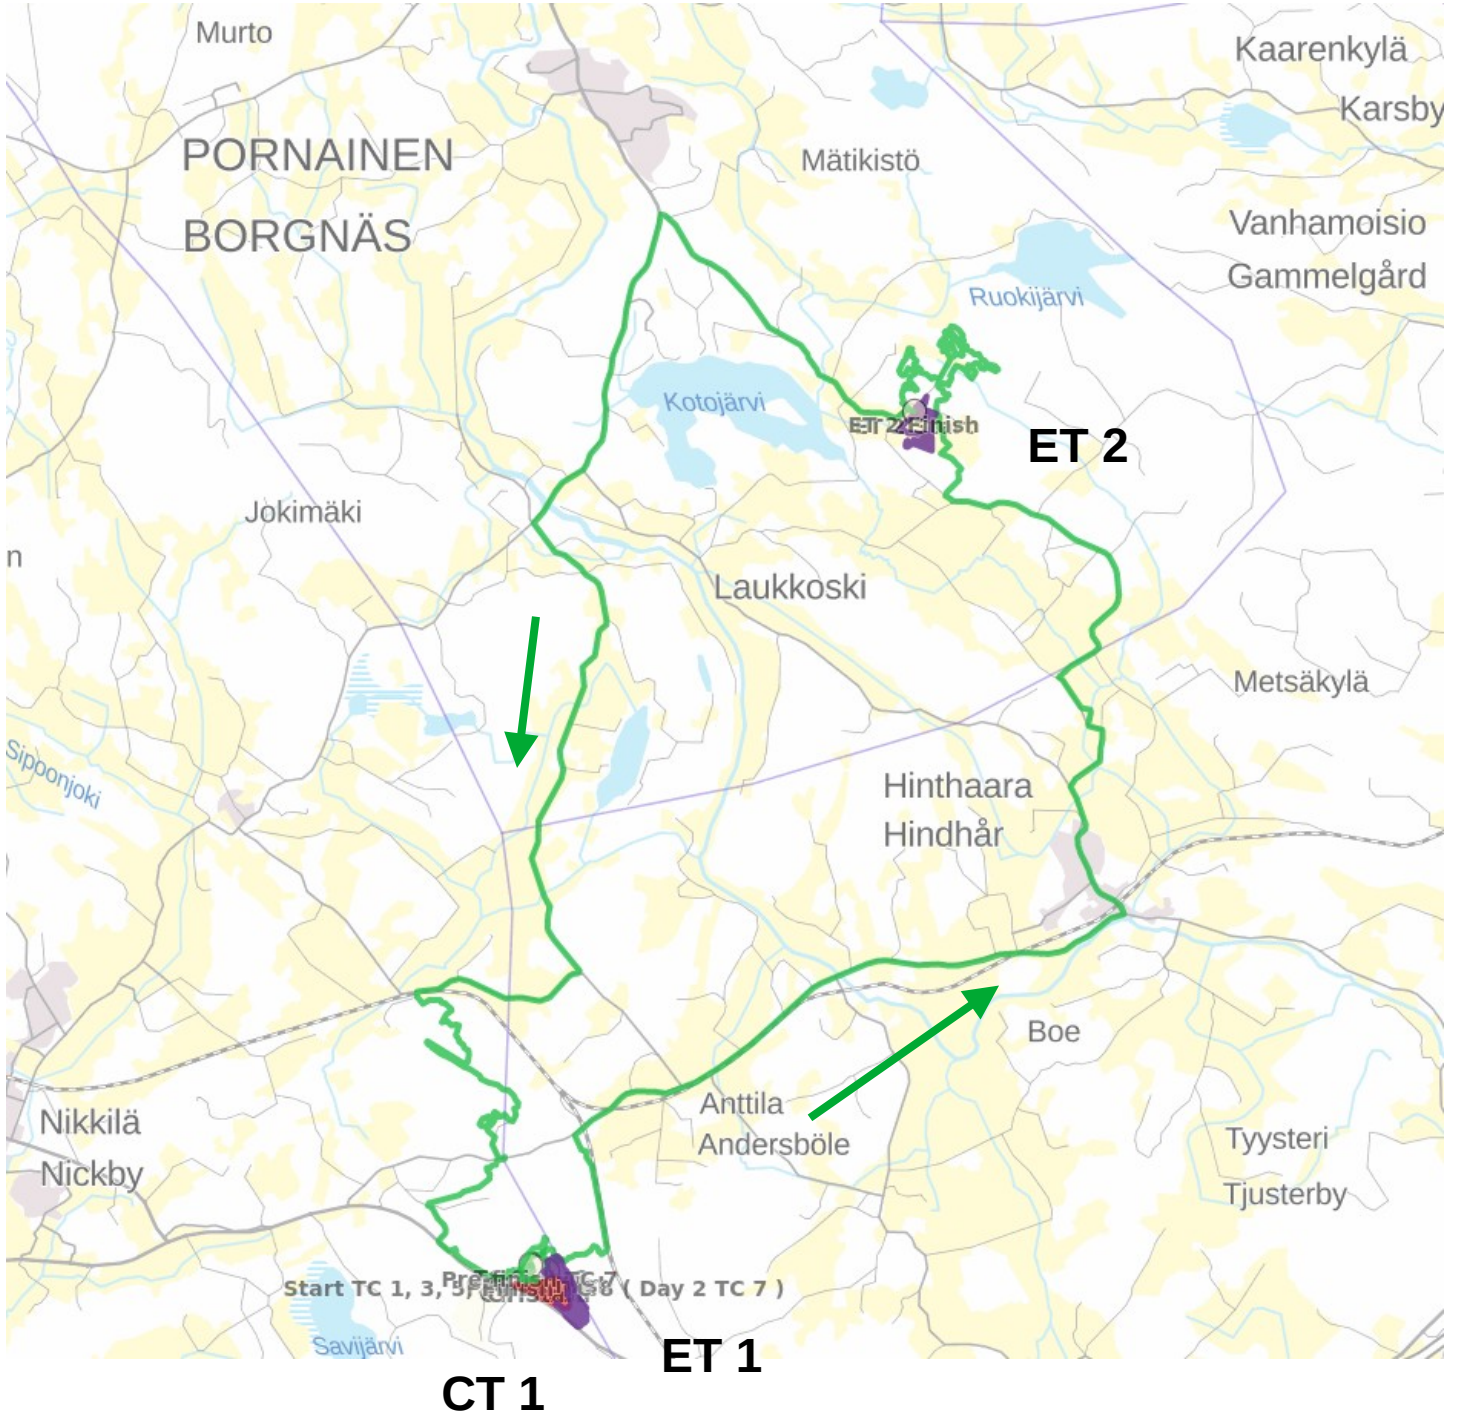 Murto
Kaarenkylä
Karsby
PORNAINEN
BORGNÄS
Mätikistö
Vanhamoisio
Gammelgård
Ruokijärvi
Kotojärvi
Finish
ET 2
Jokimäki
n
Laukkoski
Metsäkylä
Sipoonjoki
Hinthaara
Hindhår
Boe
Anttila
Andersböle
Nikkilä
Nickby
Tyysteri
Tjusterby
Start TC 1, 3, 5, ( Day 2 TC 7 )
Savijärvi
ET 1
CT 1